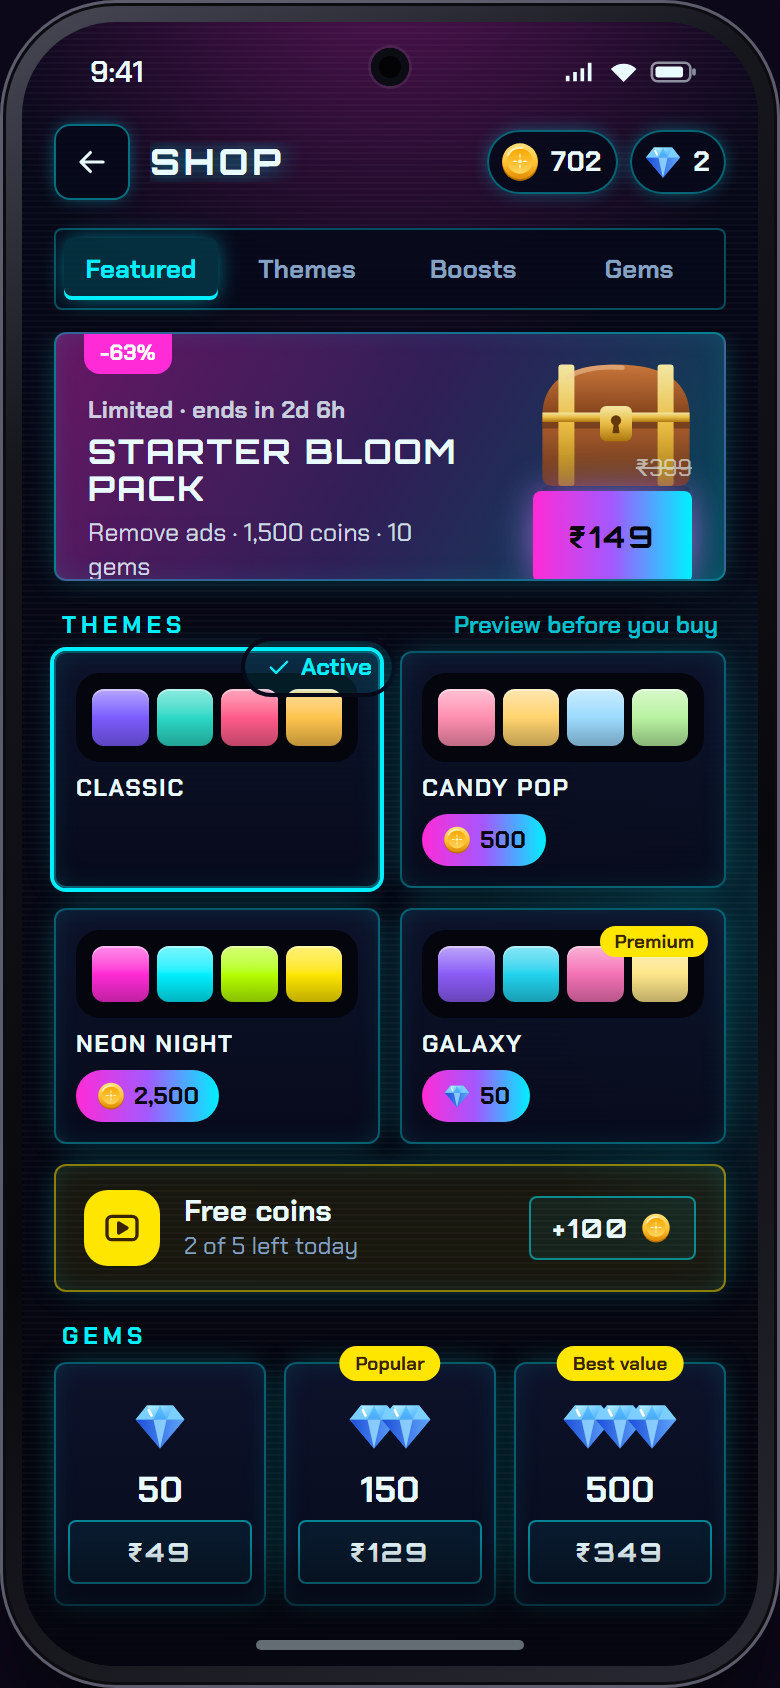 9:41
SHOP
702
2
Featured
Themes
Boosts
Gems
-63%
Limited · ends in 2d 6h
STARTER BLOOM
PACK
Remove ads · 1,500 coins · 10
gems
₹399
₹149
THEMES
Preview before you buy
Active
CLASSIC
CANDY POP
500
NEON NIGHT
2,500
Premium
GALAXY
50
Free coins
2 of 5 left today
+100
GEMS
50
₹49
Popular
150
₹129
Best value
500
₹349